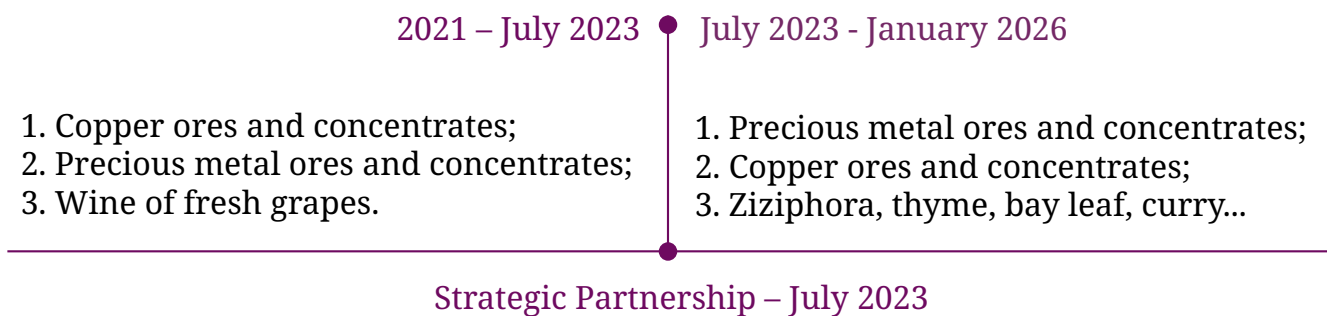 2021 – July 2023
July 2023 - January 2026
1. Copper ores and concentrates;
2. Precious metal ores and concentrates;
3. Wine of fresh grapes.
1. Precious metal ores and concentrates;
2. Copper ores and concentrates;
3. Ziziphora, thyme, bay leaf, curry...
Strategic Partnership – July 2023